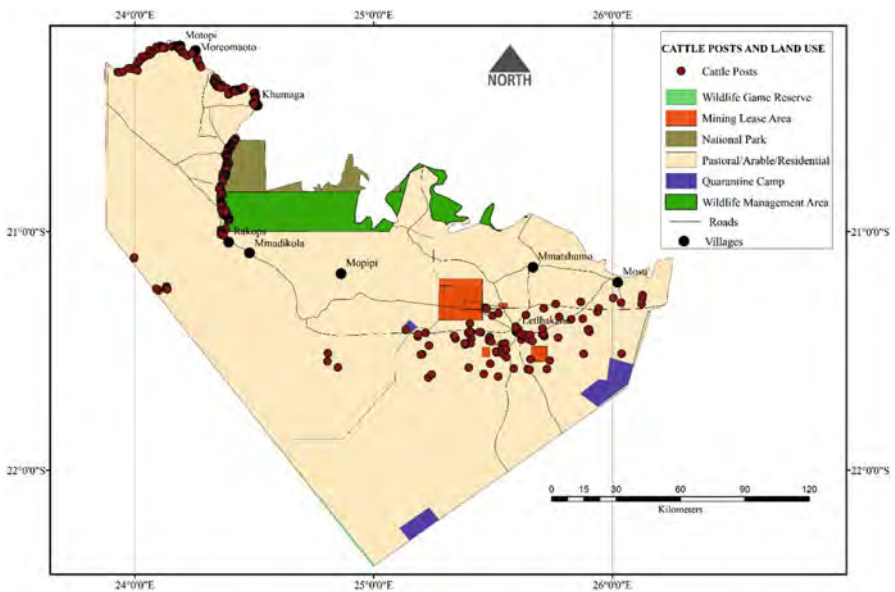 24°0'0"E 25°0'0"E 26°0'0"E
Motopi
Moreomaoto
NORTH
Khumaga
CATTLE POSTS AND LAND USE
Cattle Posts
Wildlife Game Reserve
Mining Lease Area
National Park
Pastoral/Arable/Residential
Quarantine Camp
Wildlife Management Area
Roads
Villages
21°0'0"S 21°0'0"S
Rakops
Mmadikola
Mopipi
Mmatshumo
Mosu
Letlhakane
22°0'0"S 22°0'0"S
0 15 30 60 90 120
Kilometers
24°0'0"E 25°0'0"E 26°0'0"E